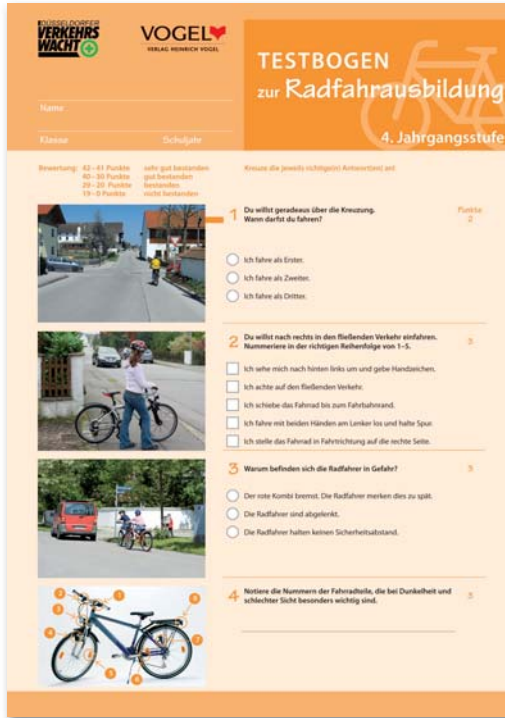 DÜSSELDORFER
VERKEHRS
WACHT
VOGEL
VERLAG HEINRICH VOGEL
TESTBOGEN
zur Radfahrausbildung
4. Jahrgangsstufe
Name
Klasse Schuljahr
Bewertung: 42–41 Punkte sehr gut bestanden
40–30 Punkte gut bestanden
29–20 Punkte bestanden
19–0 Punkte nicht bestanden
Kreuze die jeweils richtige(n) Antwort(en) an!
1 Du willst geradeaus über die Kreuzung.
Wann darfst du fahren?
Punkte
2
Ich fahre als Erster.
Ich fahre als Zweiter.
Ich fahre als Dritter.
2 Du willst nach rechts in den fließenden Verkehr einfahren.
Nummeriere in der richtigen Reihenfolge von 1–5.
3
Ich sehe mich nach hinten links um und gebe Handzeichen.
Ich achte auf den fließenden Verkehr.
Ich schiebe das Fahrrad bis zum Fahrbahnrand.
Ich fahre mit beiden Händen am Lenker los und halte Spur.
Ich stelle das Fahrrad in Fahrtrichtung auf die rechte Seite.
3 Warum befinden sich die Radfahrer in Gefahr?
3
Der rote Kombi bremst. Die Radfahrer merken dies zu spät.
Die Radfahrer sind abgelenkt.
Die Radfahrer halten keinen Sicherheitsabstand.
4 Notiere die Nummern der Fahrradteile, die bei Dunkelheit und
schlechter Sicht besonders wichtig sind.
2
1
3
4
5
6
7